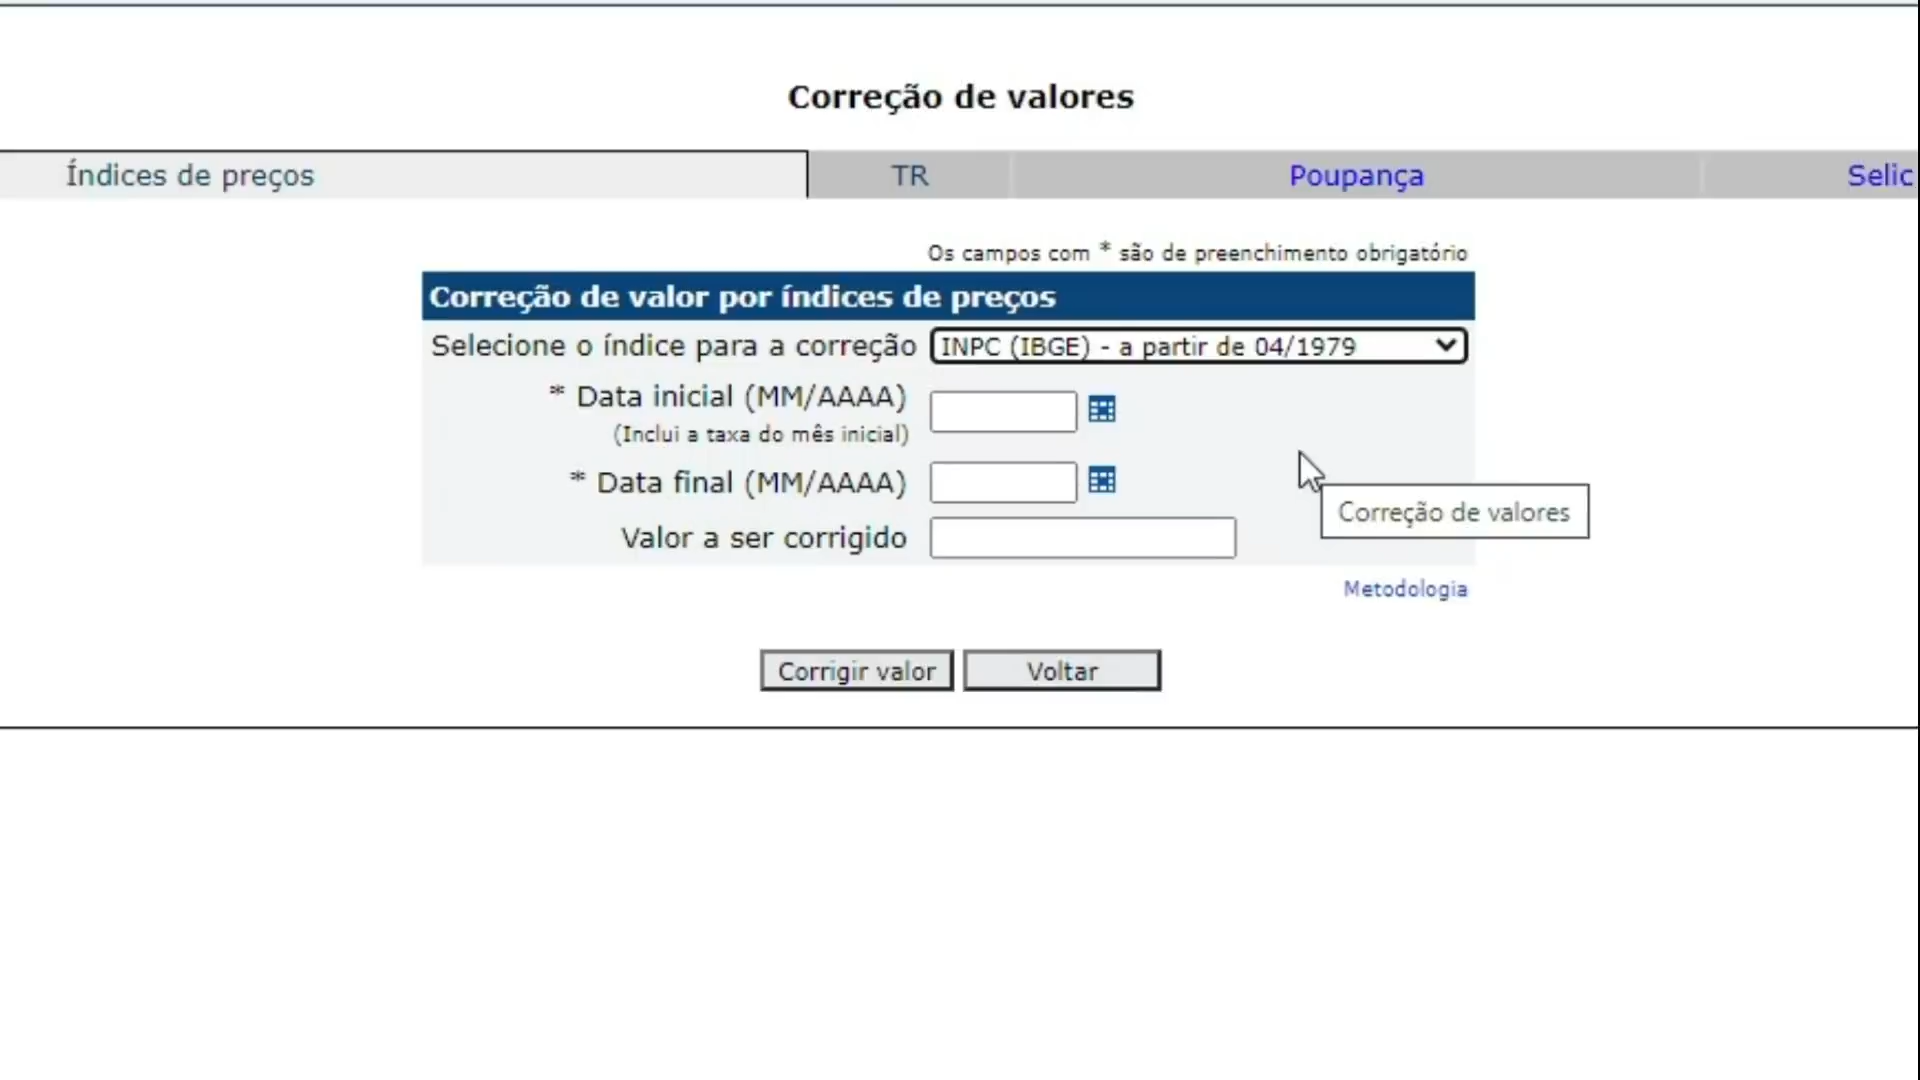 Correção de valores
Índices de preços TR Poupança Selic
Os campos com * são de preenchimento obrigatório
Correção de valor por índices de preços
Selecione o índice para a correção INPC (IBGE) - a partir de 04/1979
* Data inicial (MM/AAAA)
(Inclui a taxa do mês inicial)
* Data final (MM/AAAA)
Correção de valores
Valor a ser corrigido
Metodologia
Corrigir valor Voltar